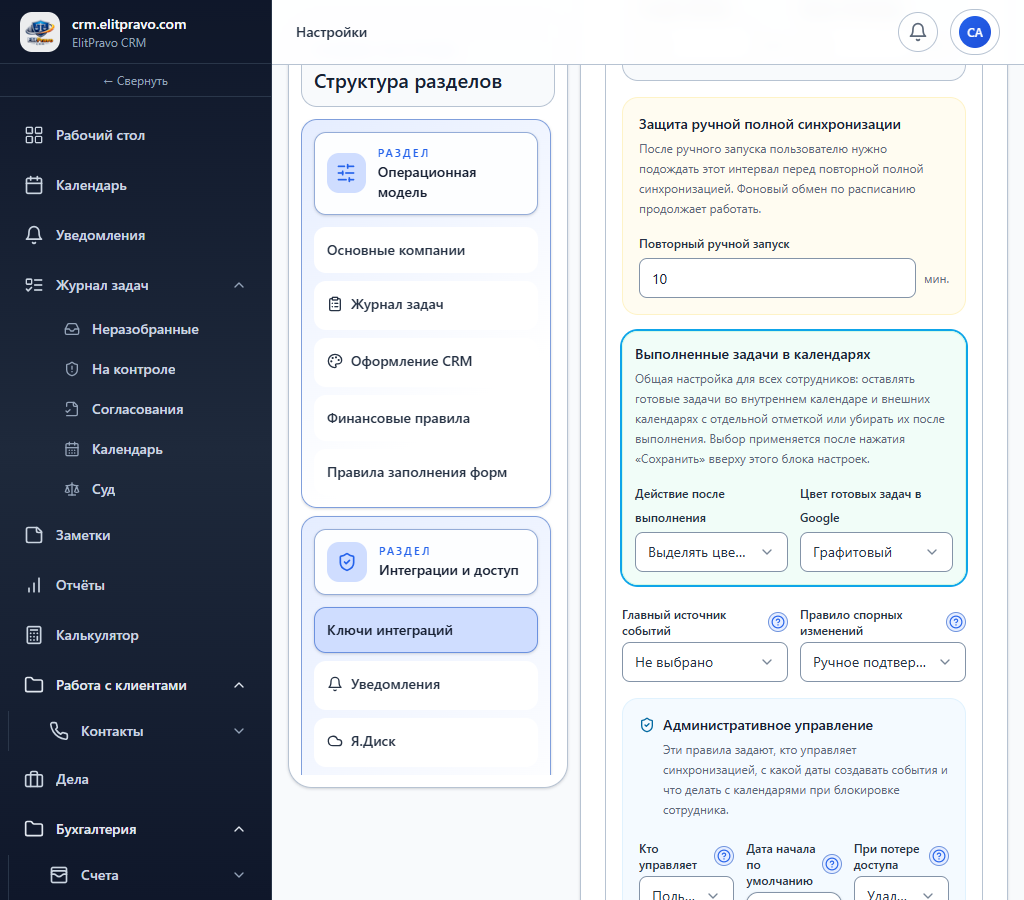 crm.elitpravo.com
ElitPravo CRM
← Свернуть
Рабочий стол
Календарь
Уведомления
Журнал задач
Неразобранные
На контроле
Согласования
Календарь
Суд
Заметки
Отчёты
Калькулятор
Работа с клиентами
Контакты
Дела
Бухгалтерия
Счета
Настройки
CA
Структура разделов
РАЗДЕЛ
Операционная
модель
Основные компании
Журнал задач
Оформление CRM
Финансовые правила
Правила заполнения форм
РАЗДЕЛ
Интеграции и доступ
Ключи интеграций
Уведомления
Я.Диск
Защита ручной полной синхронизации
После ручного запуска пользователю нужно
подождать этот интервал перед повторной полной
синхронизацией. Фоновый обмен по расписанию
продолжает работать.
Повторный ручной запуск
10 мин.
Выполненные задачи в календарях
Общая настройка для всех сотрудников: оставлять
готовые задачи во внутреннем календаре и внешних
календарях с отдельной отметкой или убирать их после
выполнения. Выбор применяется после нажатия
«Сохранить» вверху этого блока настроек.
Действие после
выполнения
Выделять цве...
Цвет готовых задач в
Google
Графитовый
Главный источник
событий
Не выбрано
Правило спорных
изменений
Ручное подтвер...
Административное управление
Эти правила задают, кто управляет
синхронизацией, с какой даты создавать события и
что делать с календарями при блокировке
сотрудника.
Кто
управляет
Поль...
Дата начала
по
умолчанию
При потере
доступа
Удал...